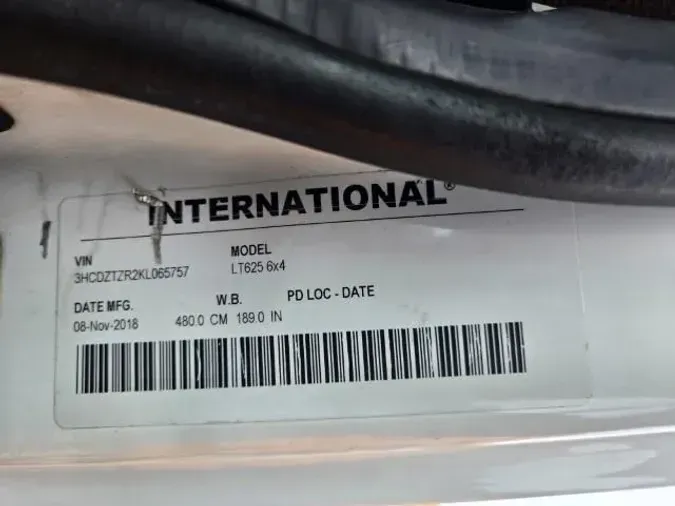 INTERNATIONAL®
VIN MODEL
3HCDZTZR2KL065757 LT625 6x4
DATE MFG. W.B. PD LOC - DATE
08-Nov-2018 480.0 CM 189.0 IN